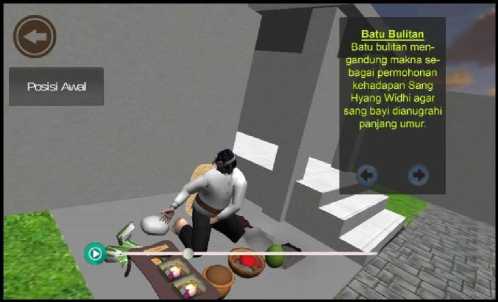 Batu Bulitan
Batu bulitan men-
gandung makna se-
bagai permohonan
kehadapan Sang
Hyang Widhi agar
sang bayi dianugrahi
panjang umur.
Posisi Awal